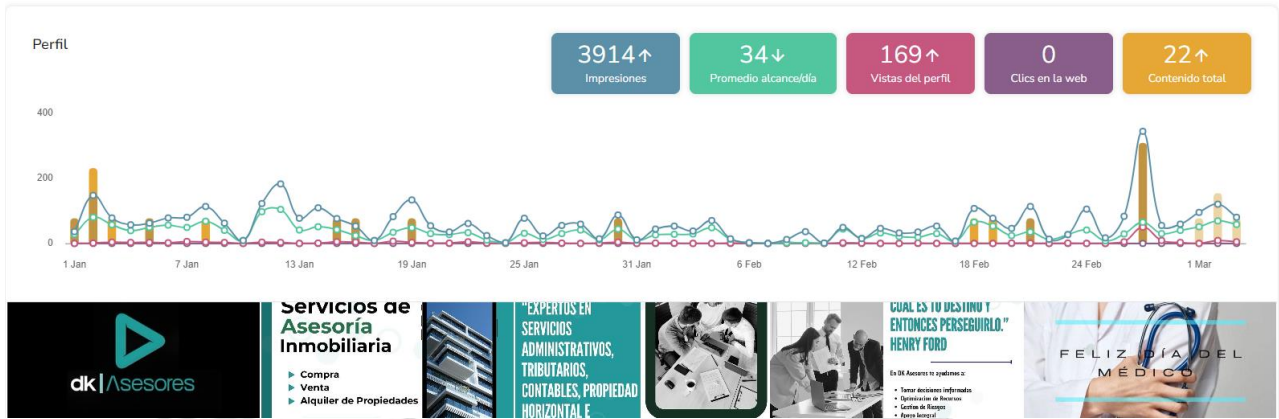 Perfil
3914↑
Impresiones
34↓
Promedio alcance/día
169↑
Vistas del perfil
0
Clics en la web
22↑
Contenido total
400
200
0
1 Jan
7 Jan
13 Jan
19 Jan
25 Jan
31 Jan
6 Feb
12 Feb
18 Feb
24 Feb
1 Mar
dk|Asesores
Servicios de
Asesoría
Inmobiliaria
Compra
Venta
Alquiler de Propiedades
"EXPERTOS EN
SERVICIOS
ADMINISTRATIVOS,
TRIBUTARIOS,
CONTABLES, PROPIEDAD
HORIZONTAL E
CUAL ES TU DESTINO Y
ENTONCES PERSEGUIRLO."
HENRY FORD
En DK Asesores te ayudamos a:
Tomar decisiones informadas
Optimización de Recursos
Gestión de Riesgos
Apoyo Integral
FELIZ DÍA DEL
MÉDICO